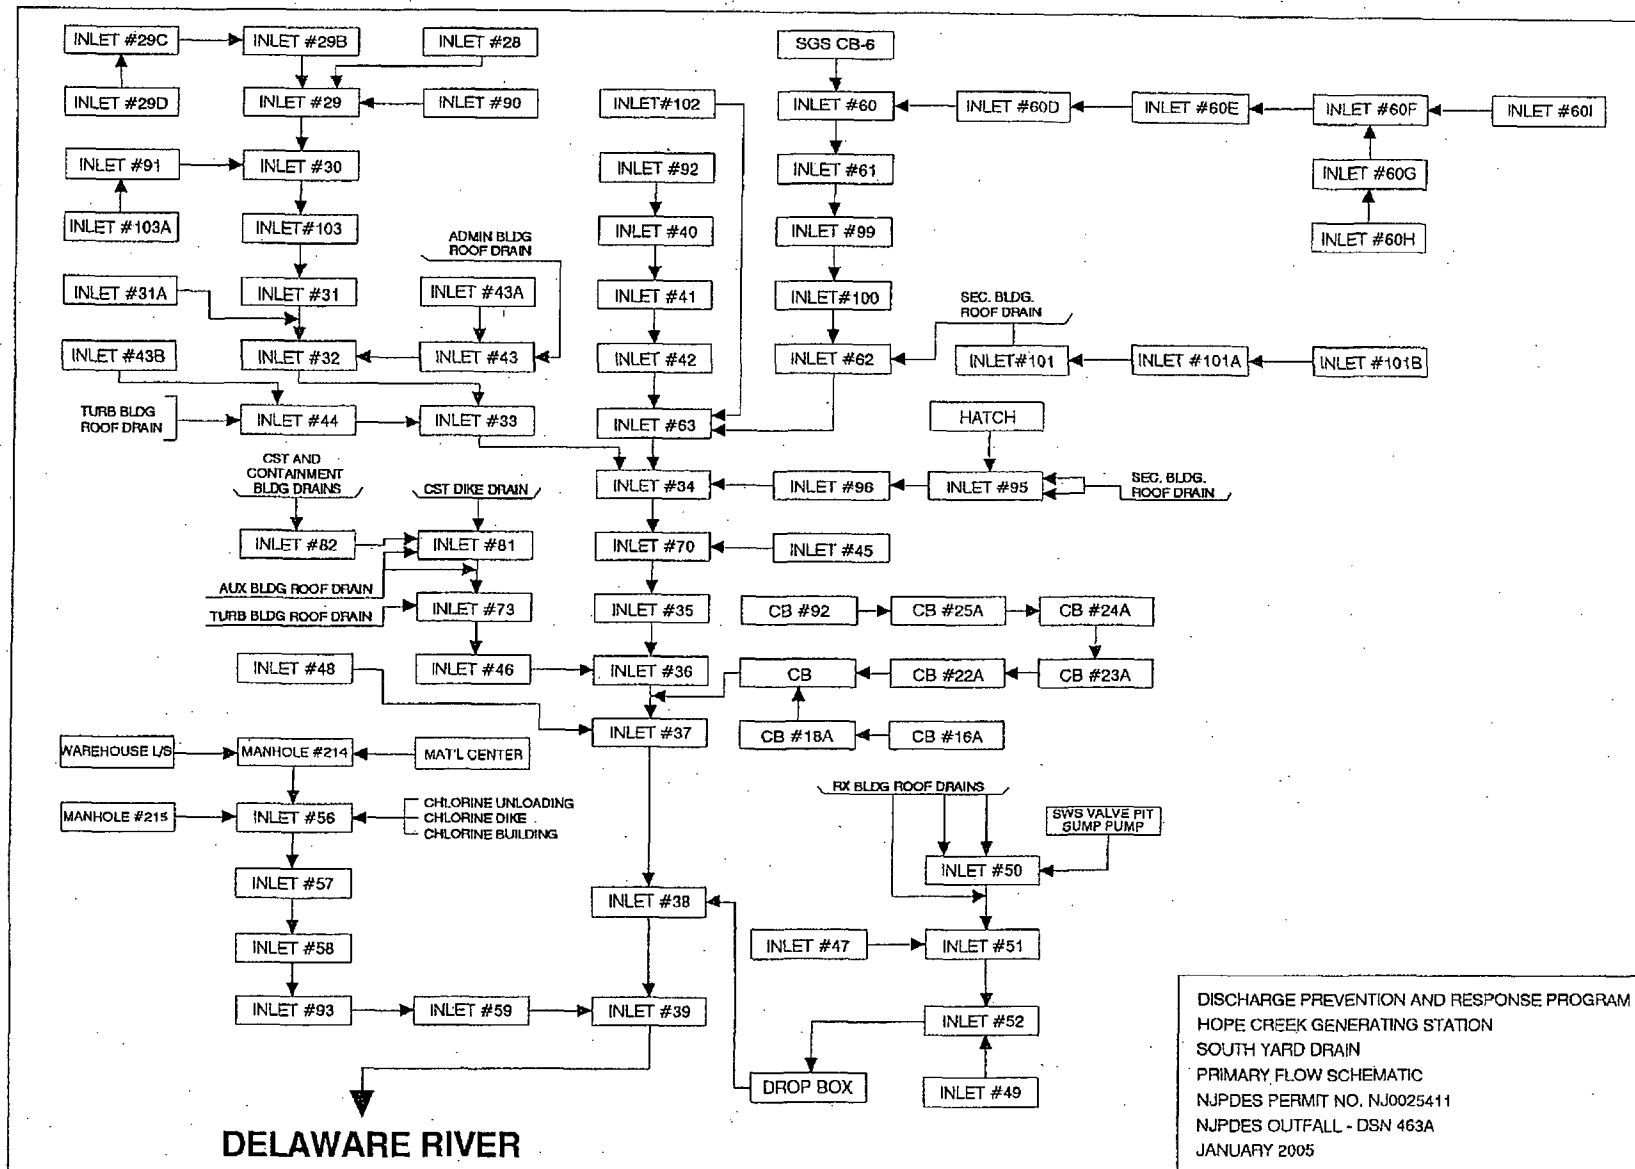 INLET #29C
INLET #29B
INLET #28
SGS CB-6
INLET #29D
INLET #29
INLET #90
INLET#102
INLET #60
INLET #60D
INLET #60E
INLET #60F
INLET #60I
INLET #91
INLET #30
INLET #92
INLET #61
INLET #60G
INLET #103A
INLET#103
ADMIN BLDG
ROOF DRAIN
INLET #40
INLET #99
INLET #60H
INLET #31A
INLET #31
INLET #43A
INLET #41
INLET#100
SEC. BLDG.
ROOF DRAIN
INLET #43B
INLET #32
INLET #43
INLET #42
INLET #62
INLET#101
INLET #101A
INLET #101B
TURB BLDG
ROOF DRAIN
INLET #44
INLET #33
INLET #63
HATCH
CST AND
CONTAINMENT
BLDG DRAINS
CST DIKE DRAIN
INLET #34
INLET #96
INLET #95
SEC. BLDG.
ROOF DRAIN
INLET #82
INLET #81
INLET #70
INLET #45
AUX BLDG ROOF DRAIN
TURB BLDG ROOF DRAIN
INLET #73
INLET #35
CB #92
CB #25A
CB #24A
INLET #48
INLET #46
INLET #36
CB
CB #22A
CB #23A
INLET #37
CB #18A
CB #16A
WAREHOUSE L/S
MANHOLE #214
MAT'L CENTER
RX BLDG ROOF DRAINS
MANHOLE #215
INLET #56
CHLORINE UNLOADING
CHLORINE DIKE
CHLORINE BUILDING
SWS VALVE PIT
SUMP PUMP
INLET #57
INLET #50
INLET #38
INLET #58
INLET #47
INLET #51
INLET #93
INLET #59
INLET #39
INLET #52
DROP BOX
INLET #49
DELAWARE RIVER
DISCHARGE PREVENTION AND RESPONSE PROGRAM
HOPE CREEK GENERATING STATION
SOUTH YARD DRAIN
PRIMARY FLOW SCHEMATIC
NJPDES PERMIT NO. NJ0025411
NJPDES OUTFALL - DSN 463A
JANUARY 2005